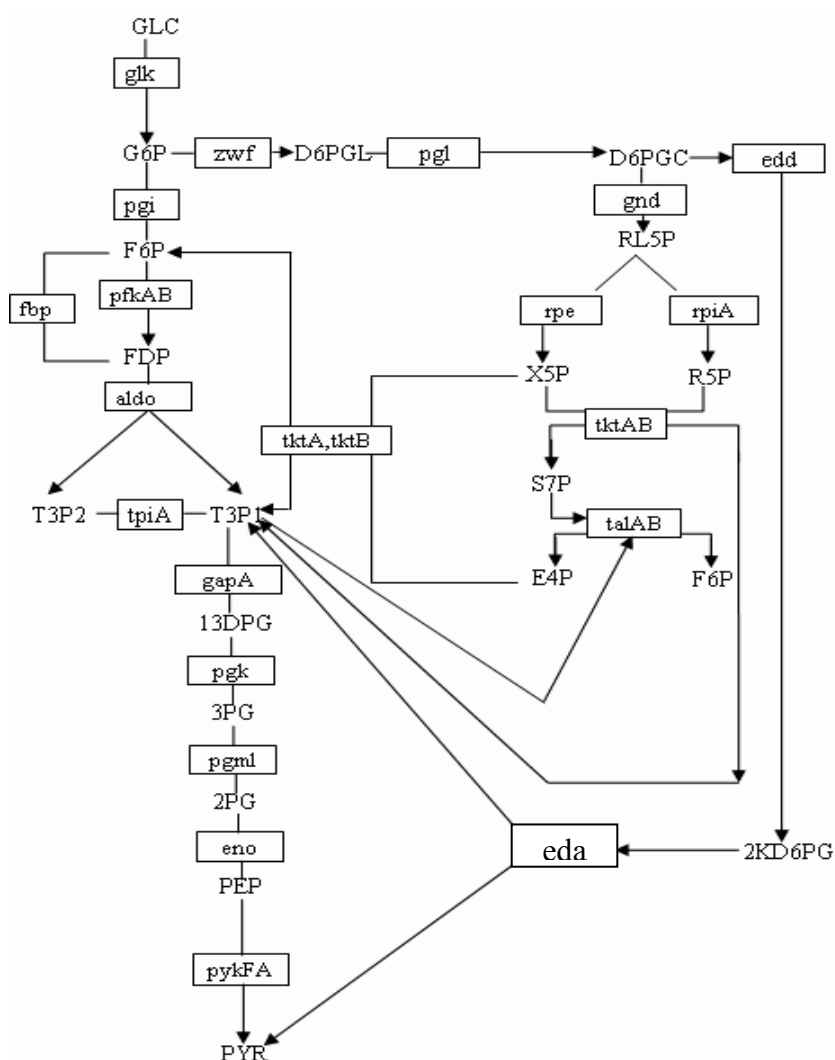 GLC
glk
G6P zwf D6PGL pgl D6PGC edd
pgi gnd
F6P RL5P
fbp pfkAB rpe rpiA
FDP X5P R5P
aldo
tktA,tktB tktAB
S7P
T3P2 tpiA T3P1 talAB
gapA E4P F6P
13DPG
pgk
3PG
pgml
2PG
eno eda 2KD6PG
PEP
pykFA
PYR